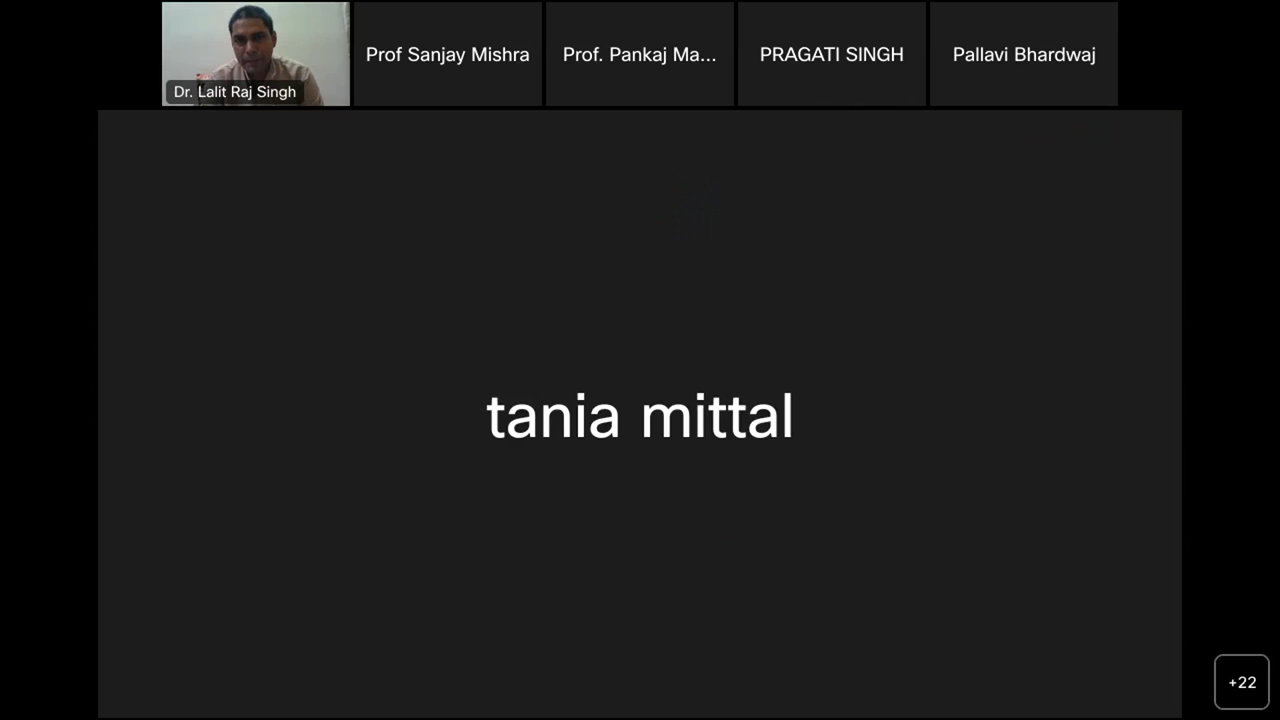 Dr. Lalit Raj Singh
Prof Sanjay Mishra
Prof. Pankaj Ma...
PRAGATI SINGH
Pallavi Bhardwaj
tania mittal
+22